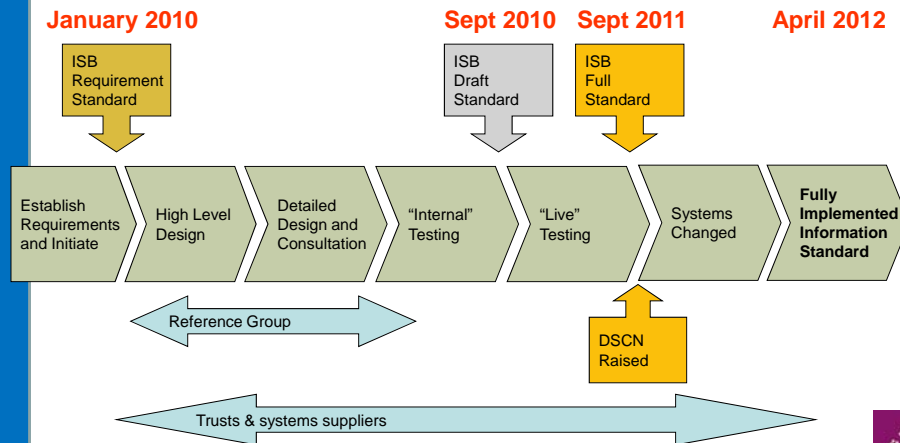 January 2010
Sept 2010
Sept 2011
April 2012
ISB
Requirement
Standard
ISB
Draft
Standard
ISB
Full
Standard
Establish
Requirements
and Initiate
High Level
Design
Detailed
Design and
Consultation
“Internal”
Testing
“Live”
Testing
Systems
Changed
Fully
Implemented
Information
Standard
Reference Group
DSCN
Raised
Trusts & systems suppliers